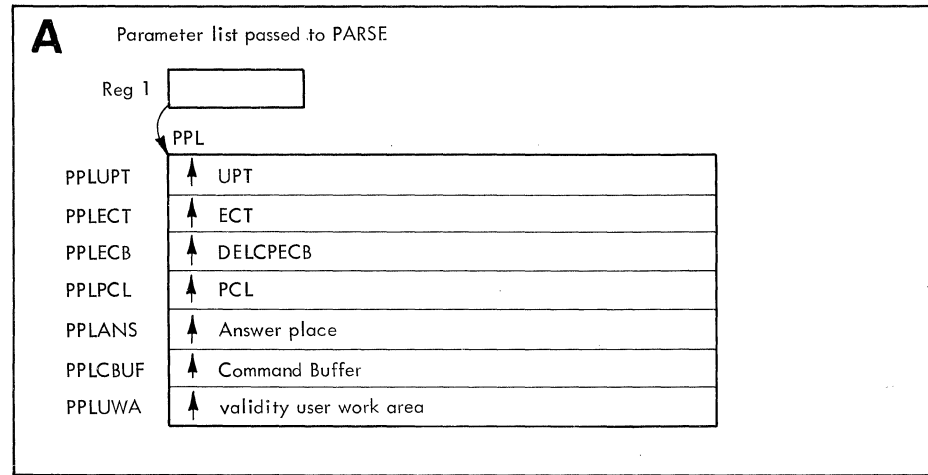 A Parameter list passed to PARSE
Reg 1
PPL
PPLUPT UPT
PPLECT ECT
PPLECB DELCPECB
PPLPCL PCL
PPLANS Answer place
PPLCBUF Command Buffer
PPLUWA validity user work area